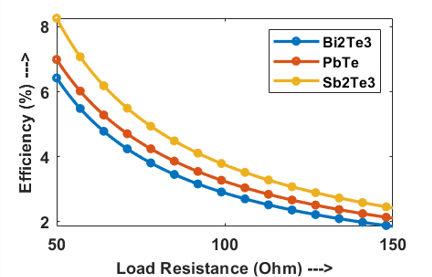 8
6
4
2
50
100
150
Efficiency (%) --->
Load Resistance (Ohm) --->
Bi2Te3
PbTe
Sb2Te3